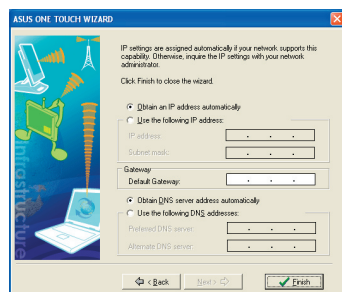 ASUS ONE TOUCH WIZARD
IP settings are assigned automatically if your network supports this
capability. Otherwise, inquire the IP settings with your network
administrator.
Click Finish to close the wizard.
Obtain an IP address automatically
Use the following IP address:
IP address:
Subnet mask:
Gateway
Default Gateway:
Obtain DNS server address automatically
Use the following DNS addresses:
Preferred DNS server:
Alternate DNS server:
< Back
Next >
Finish
Infrastructure